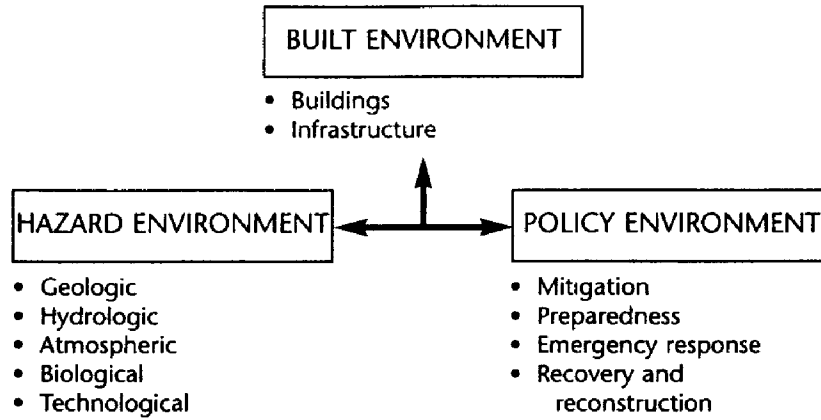 BUILT ENVIRONMENT
• Buildings
• Infrastructure
HAZARD ENVIRONMENT
• Geologic
• Hydrologic
• Atmospheric
• Biological
• Technological
POLICY ENVIRONMENT
• Mitigation
• Preparedness
• Emergency response
• Recovery and
reconstruction